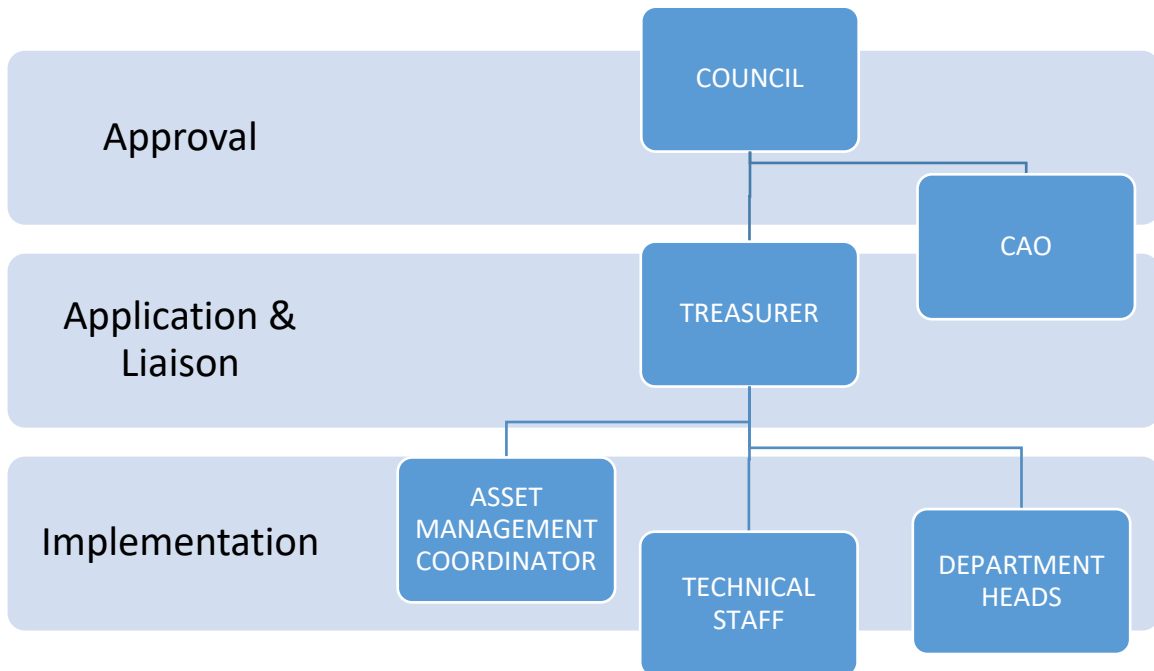 COUNCIL
Approval
CAO
Application &
Liaison
TREASURER
Implementation
ASSET
MANAGEMENT
COORDINATOR
TECHNICAL
STAFF
DEPARTMENT
HEADS